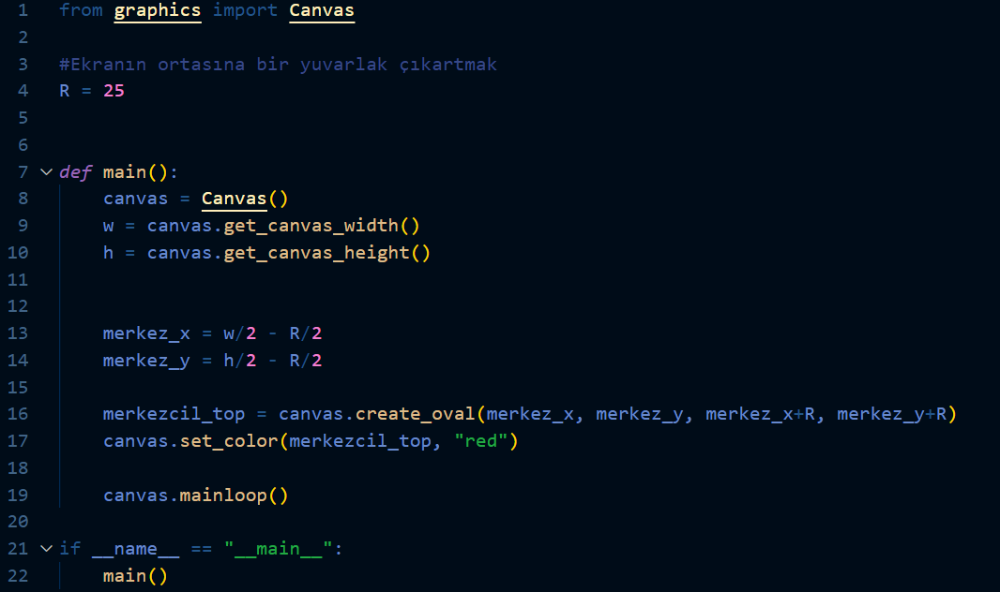 1 from graphics import Canvas
2
3 #Ekranın ortasına bir yuvarlak çıkartmak
4 R = 25
5
6
7 def main():
8     canvas = Canvas()
9     w = canvas.get_canvas_width()
10     h = canvas.get_canvas_height()
11
12
13     merkez_x = w/2 - R/2
14     merkez_y = h/2 - R/2
15
16     merkezcil_top = canvas.create_oval(merkez_x, merkez_y, merkez_x+R, merkez_y+R)
17     canvas.set_color(merkezcil_top, "red")
18
19     canvas.mainloop()
20
21 if __name__ == "__main__":
22     main()